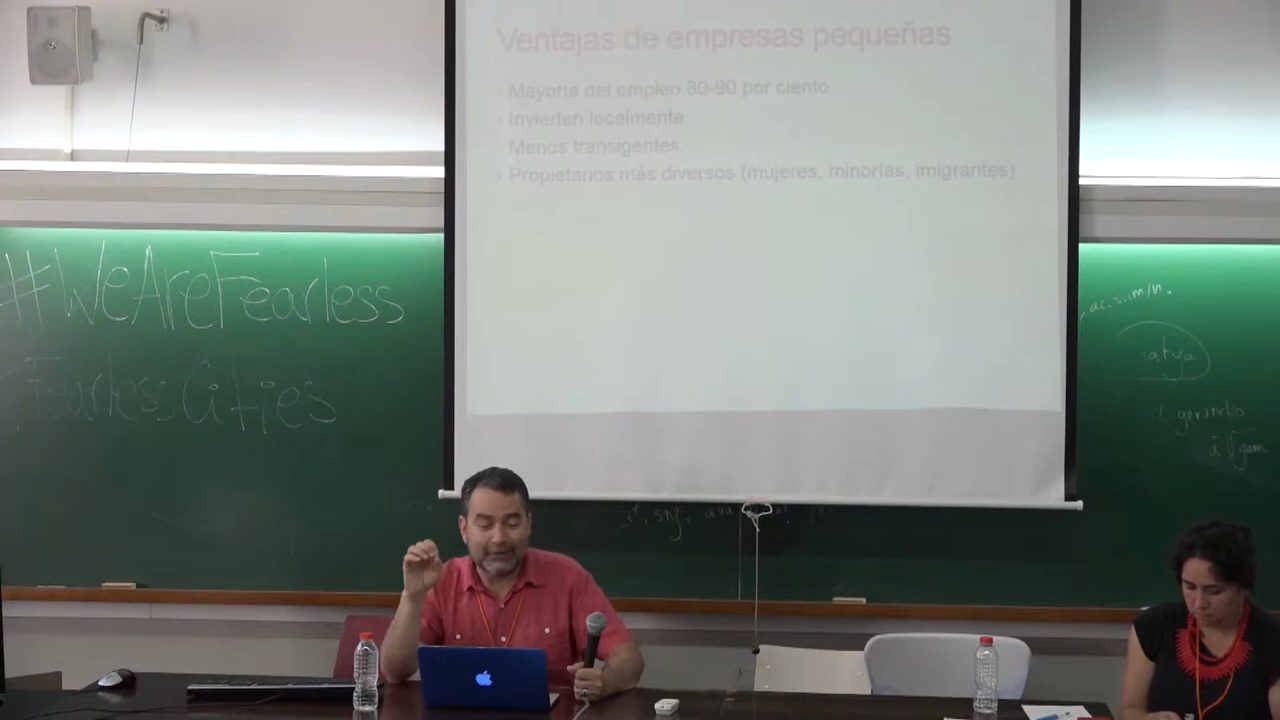 Ventajas de empresas pequeñas
Mayoría del empleo 80-90 por ciento
Invierten localmente
Menos transigentes
Propietarios más diversos (mujeres, minorías, imigrantes)
#WeAreFearless
FearlessCities
gerundio